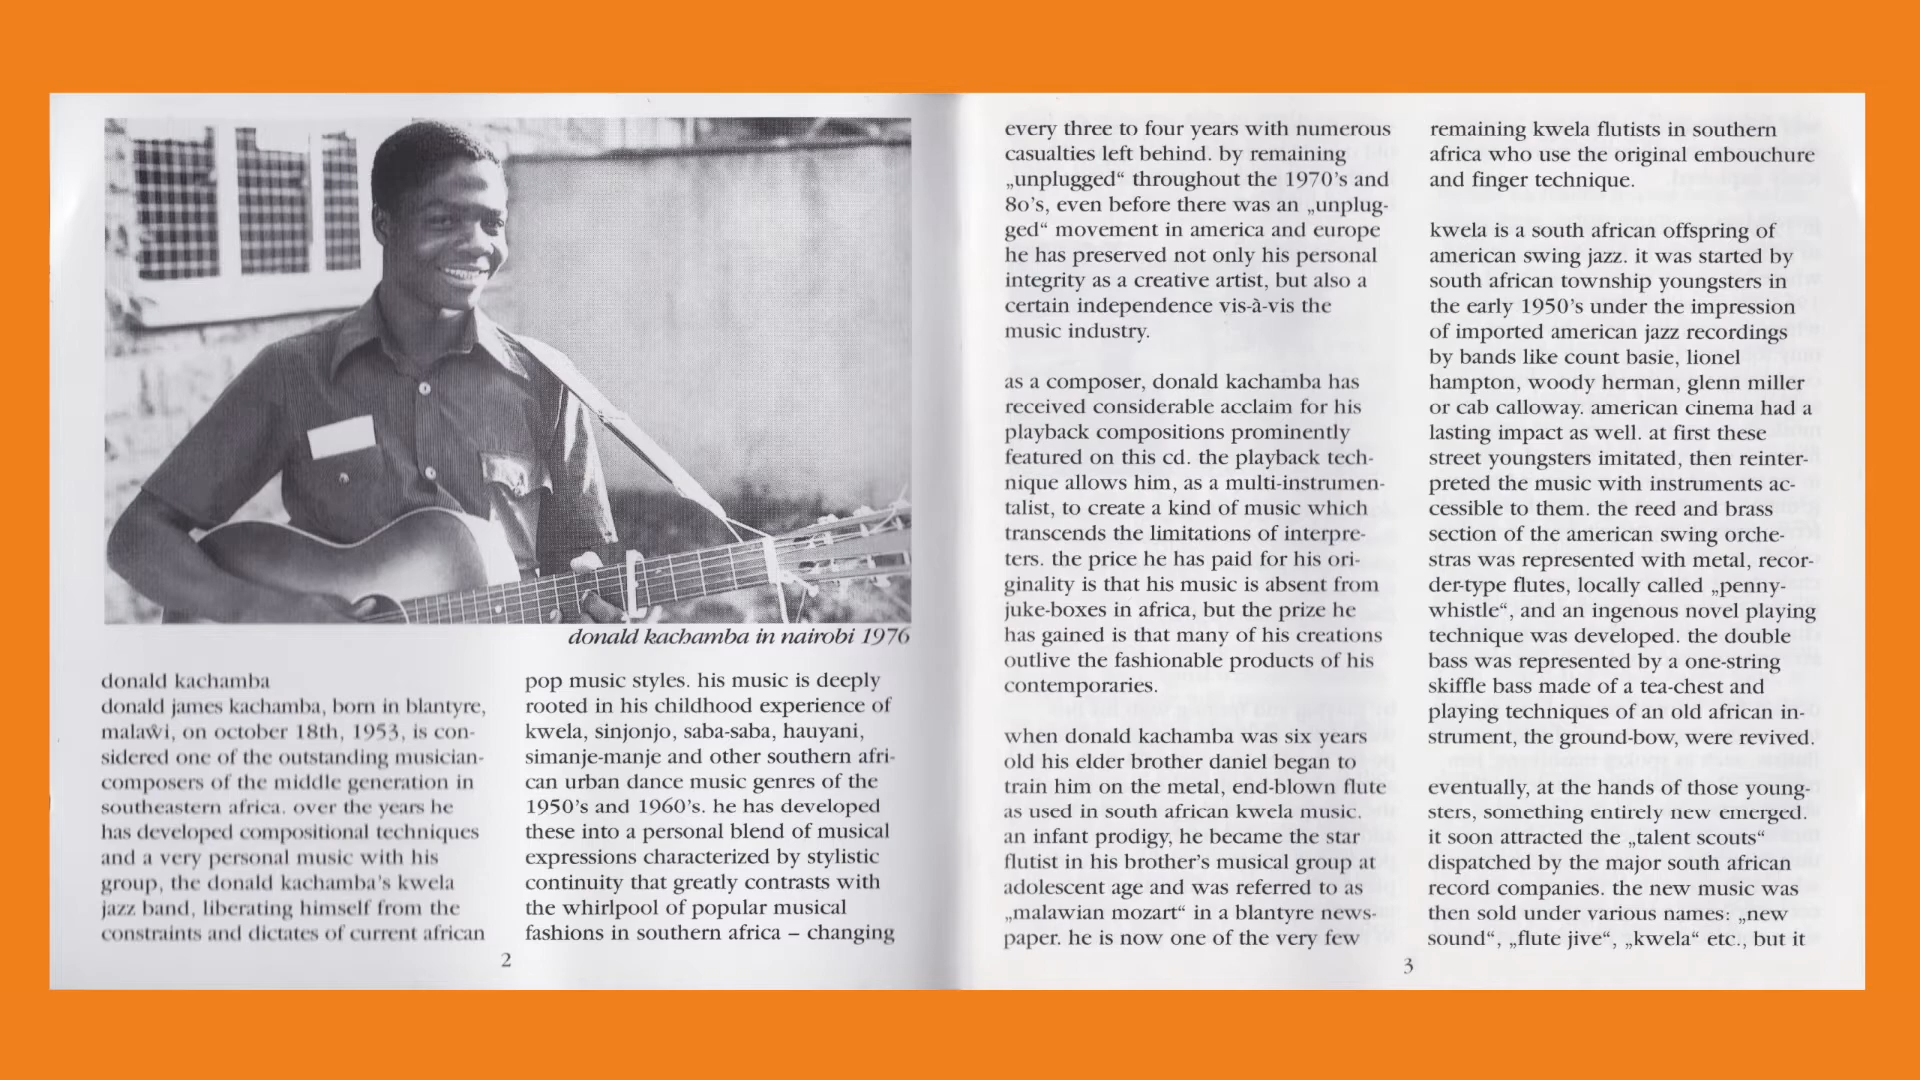 donald kachamba in nairobi 1976
donald kachamba
donald james kachamba, born in blantyre,
malaŵi, on october 18th, 1953, is con-
sidered one of the outstanding musician-
composers of the middle generation in
southeastern africa. over the years he
has developed compositional techniques
and a very personal music with his
group, the donald kachamba's kwela
jazz band, liberating himself from the
constraints and dictates of current african
pop music styles. his music is deeply
rooted in his childhood experience of
kwela, sinjonjo, saba-saba, hauyani,
simanje-manje and other southern afri-
can urban dance music genres of the
1950's and 1960's. he has developed
these into a personal blend of musical
expressions characterized by stylistic
continuity that greatly contrasts with
the whirlpool of popular musical
fashions in southern africa – changing
2
every three to four years with numerous
casualties left behind. by remaining
„unplugged“ throughout the 1970's and
80's, even before there was an „unplug-
ged“ movement in america and europe
he has preserved not only his personal
integrity as a creative artist, but also a
certain independence vis-à-vis the
music industry.
as a composer, donald kachamba has
received considerable acclaim for his
playback compositions prominently
featured on this cd. the playback tech-
nique allows him, as a multi-instrumen-
talist, to create a kind of music which
transcends the limitations of interpre-
ters. the price he has paid for his ori-
ginality is that his music is absent from
juke-boxes in africa, but the prize he
has gained is that many of his creations
outlive the fashionable products of his
contemporaries.
when donald kachamba was six years
old his elder brother daniel began to
train him on the metal, end-blown flute
as used in south african kwela music.
an infant prodigy, he became the star
flutist in his brother's musical group at
adolescent age and was referred to as
„malawian mozart“ in a blantyre news-
paper. he is now one of the very few
remaining kwela flutists in southern
africa who use the original embouchure
and finger technique.
kwela is a south african offspring of
american swing jazz. it was started by
south african township youngsters in
the early 1950's under the impression
of imported american jazz recordings
by bands like count basie, lionel
hampton, woody herman, glenn miller
or cab calloway. american cinema had a
lasting impact as well. at first these
street youngsters imitated, then reinter-
preted the music with instruments ac-
cessible to them. the reed and brass
section of the american swing orche-
stras was represented with metal, recor-
der-type flutes, locally called „penny-
whistle“, and an ingenous novel playing
technique was developed. the double
bass was represented by a one-string
skiffle bass made of a tea-chest and
playing techniques of an old african in-
strument, the ground-bow, were revived.
eventually, at the hands of those young-
sters, something entirely new emerged.
it soon attracted the „talent scouts“
dispatched by the major south african
record companies. the new music was
then sold under various names: „new
sound“, „flute jive“, „kwela“ etc., but it
3